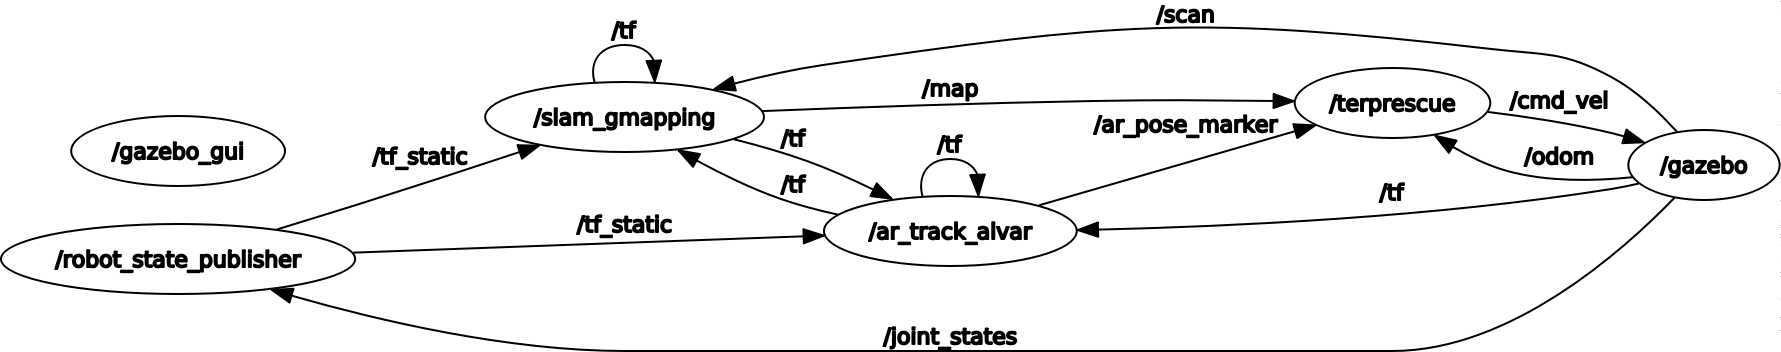 /scan
/tf
/map
/cmd_vel
/terprescue
/slam_gmapping
/ar_pose_marker
/tf
/tf
/gazebo_gui
/tf_static
/odom
/gazebo
/tf
/tf
/tf_static
/ar_track_alvar
/robot_state_publisher
/joint_states